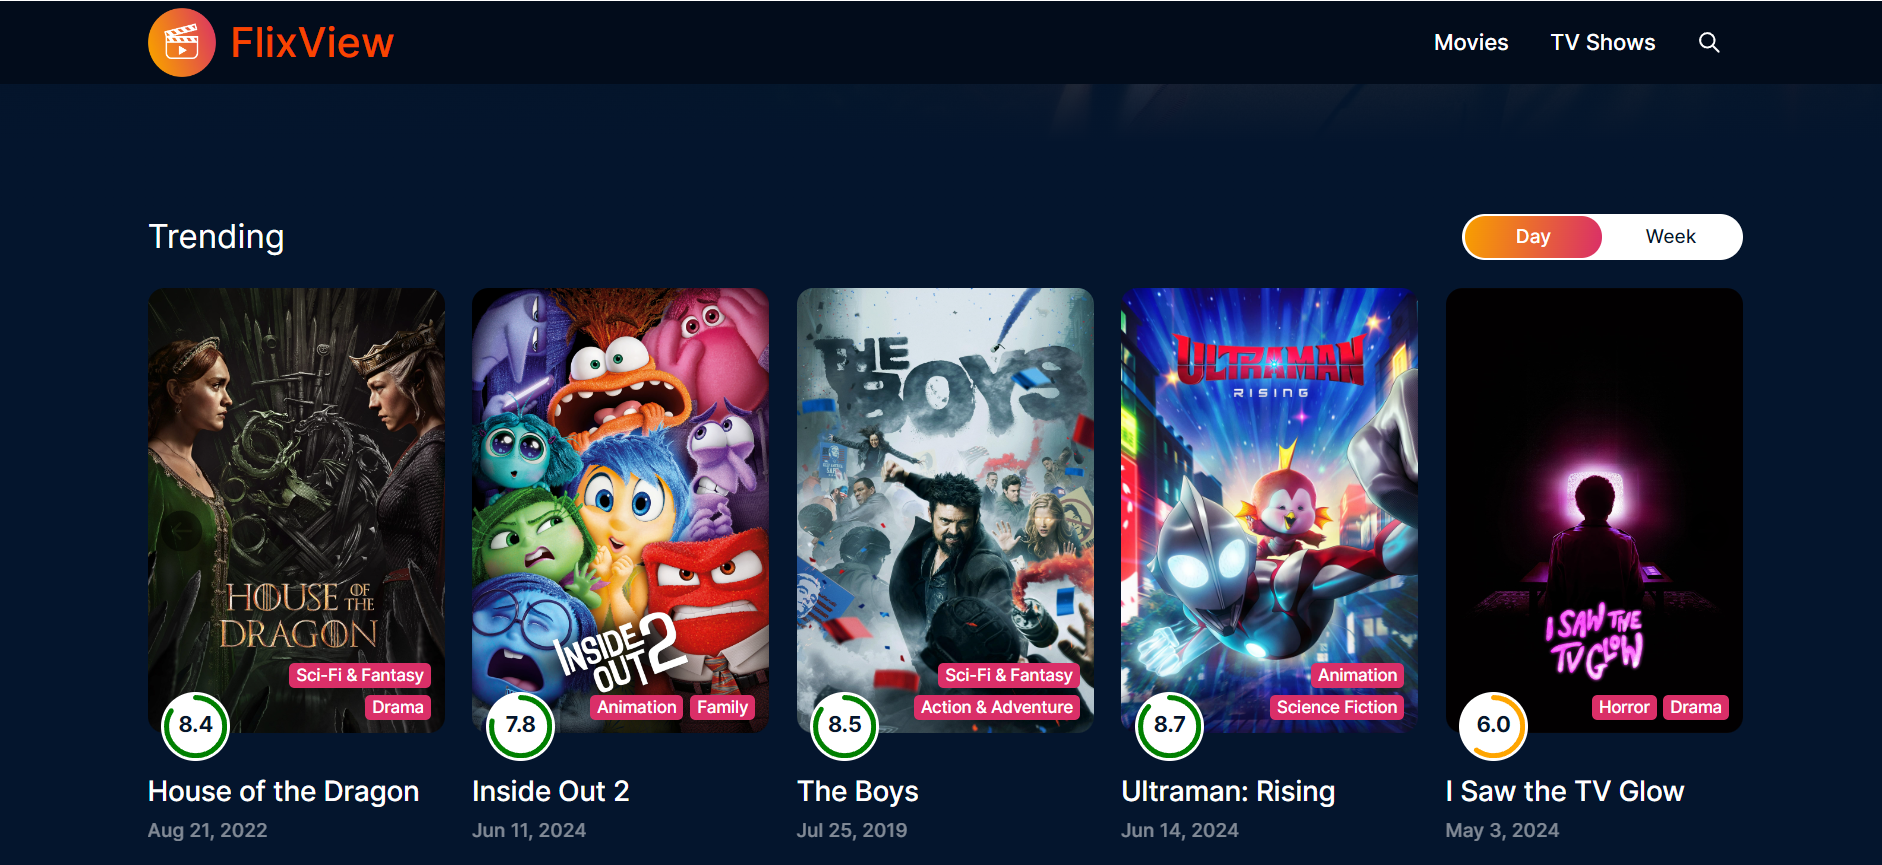 FlixView
Movies TV Shows
Trending
Day Week
HOUSE OF THE DRAGON
Sci-Fi & Fantasy
Drama
8.4
House of the Dragon
Aug 21, 2022
INSIDE OUT 2
Animation Family
7.8
Inside Out 2
Jun 11, 2024
THE BOYS
Sci-Fi & Fantasy
Action & Adventure
8.5
The Boys
Jul 25, 2019
ULTRAMAN
RISING
Animation
Science Fiction
8.7
Ultraman: Rising
Jun 14, 2024
I SAW THE
TV GLOW
Horror Drama
6.0
I Saw the TV Glow
May 3, 2024